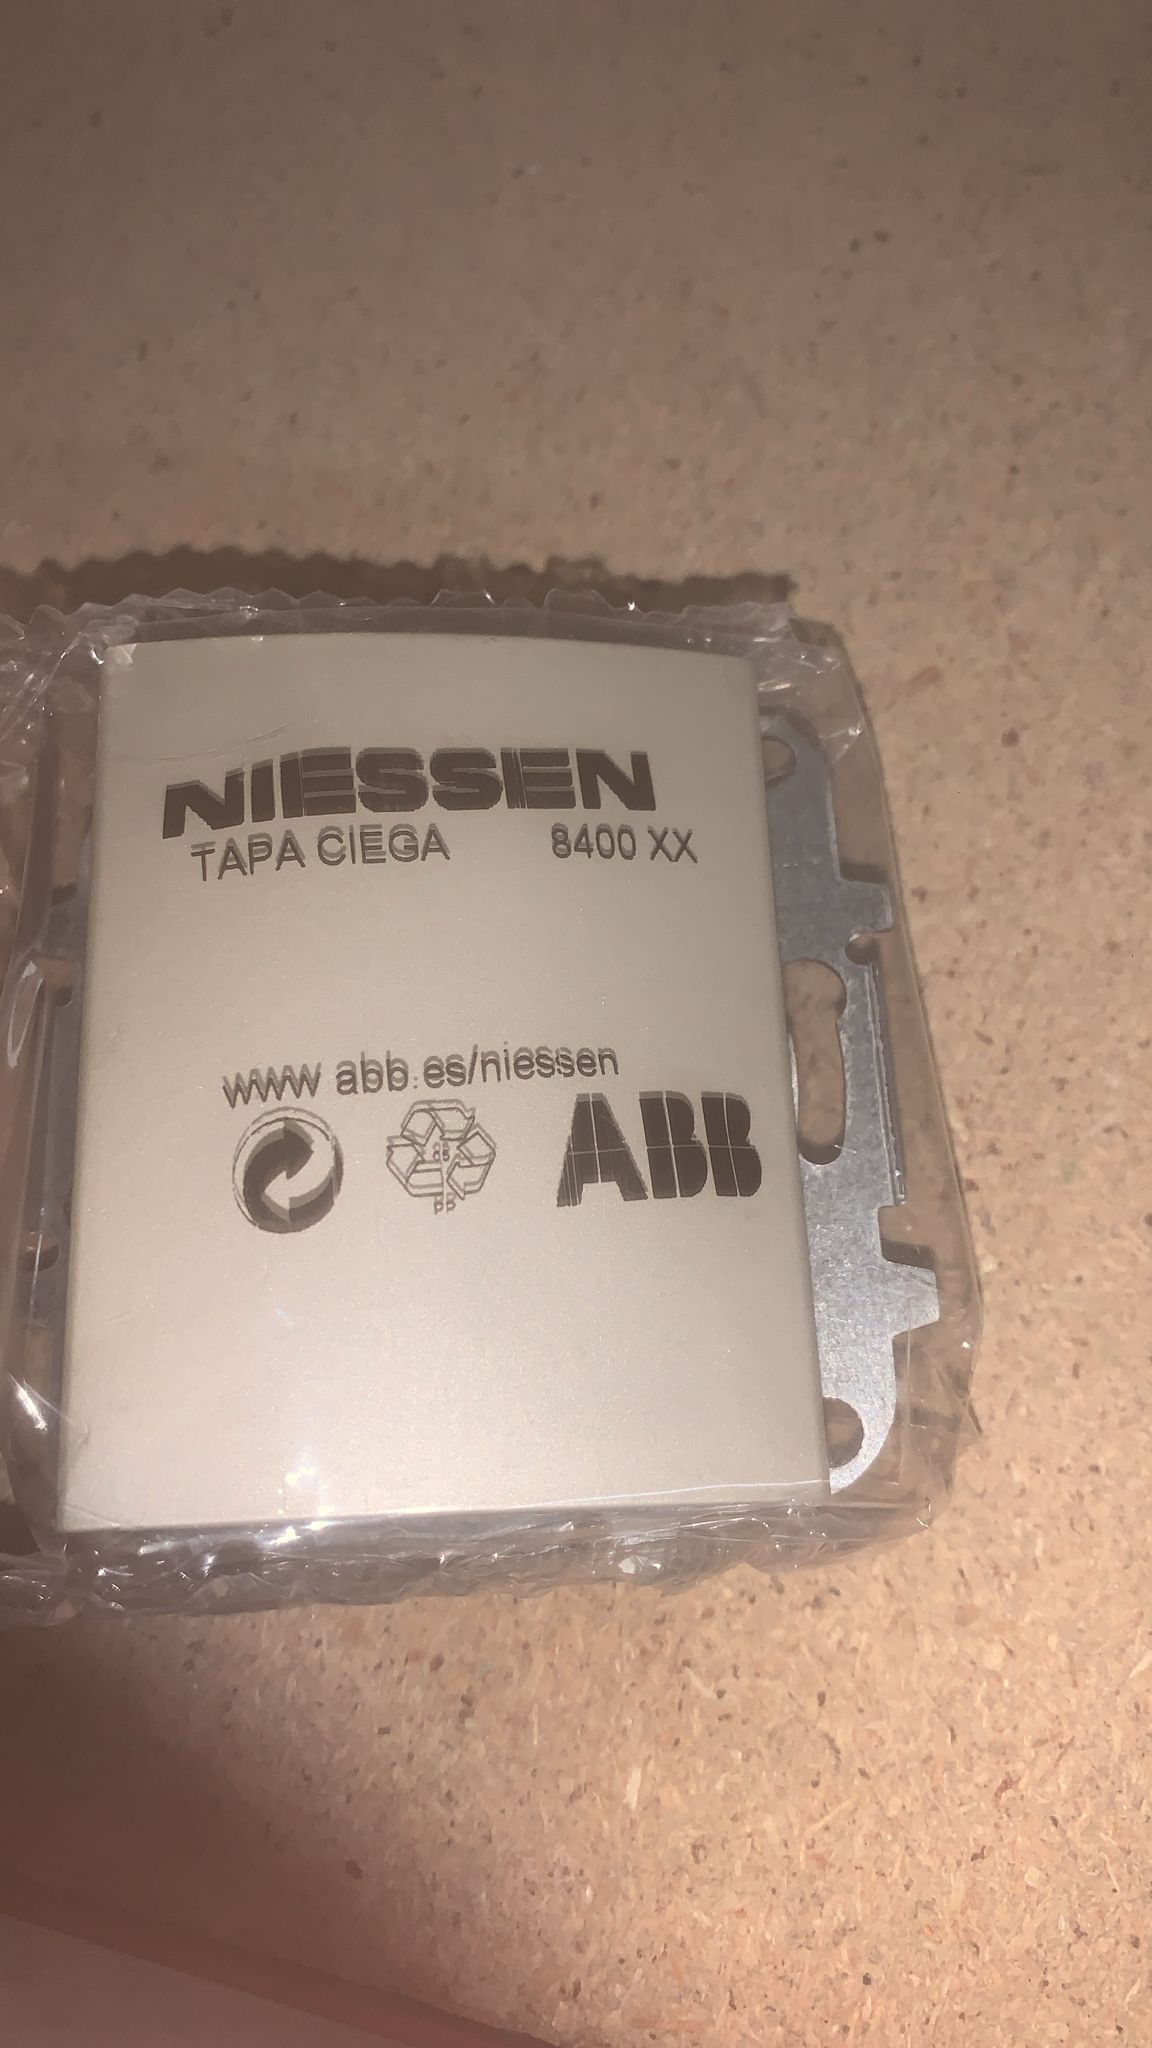 NIESSEN
TAPA CIEGA 8400 XX
www.abb.es/niessen
ABB